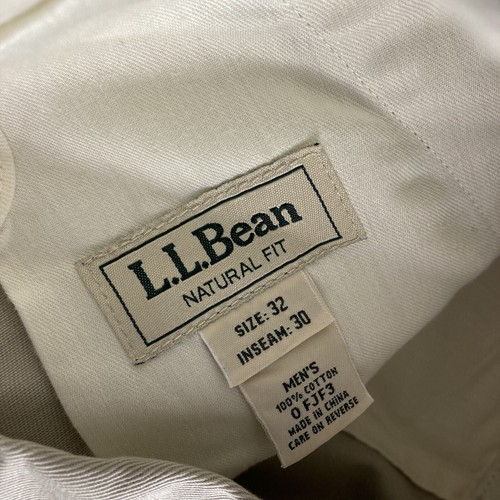 L.L.Bean
NATURAL FIT
SIZE: 32
INSEAM: 30
MEN'S
100% COTTON
0 FJF3
MADE IN CHINA
CARE ON REVERSE